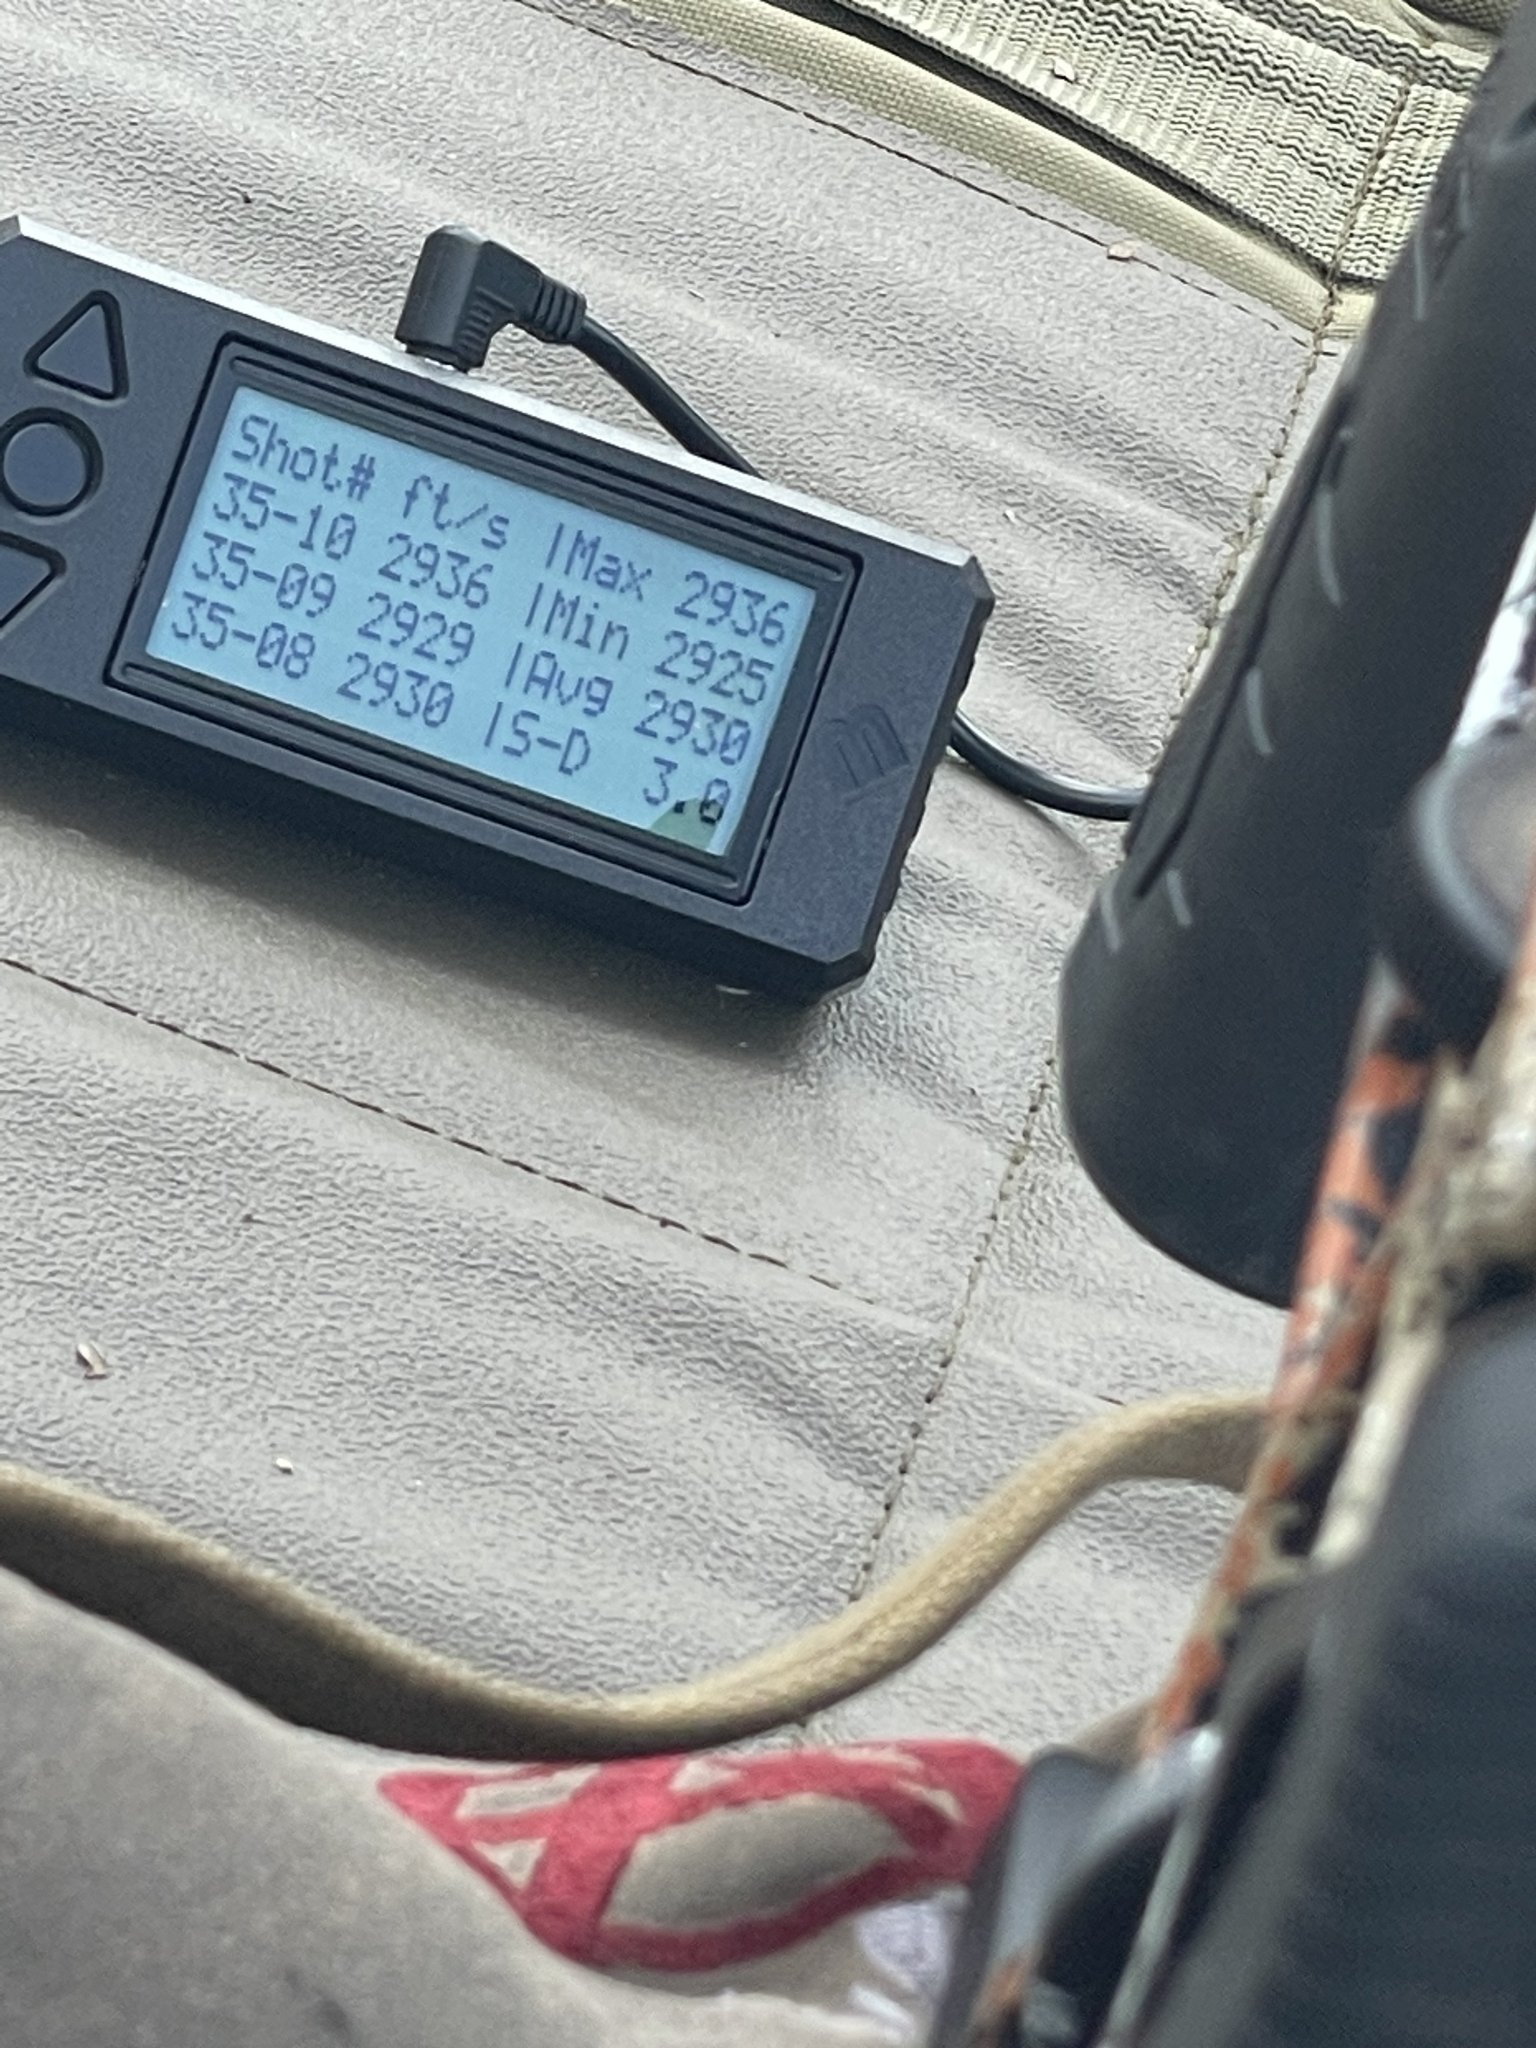 Shot# ft/s |Max 2936
35-10 2936 |Min 2925
35-09 2929 |Avg 2930
35-08 2930 |S-D 3.0